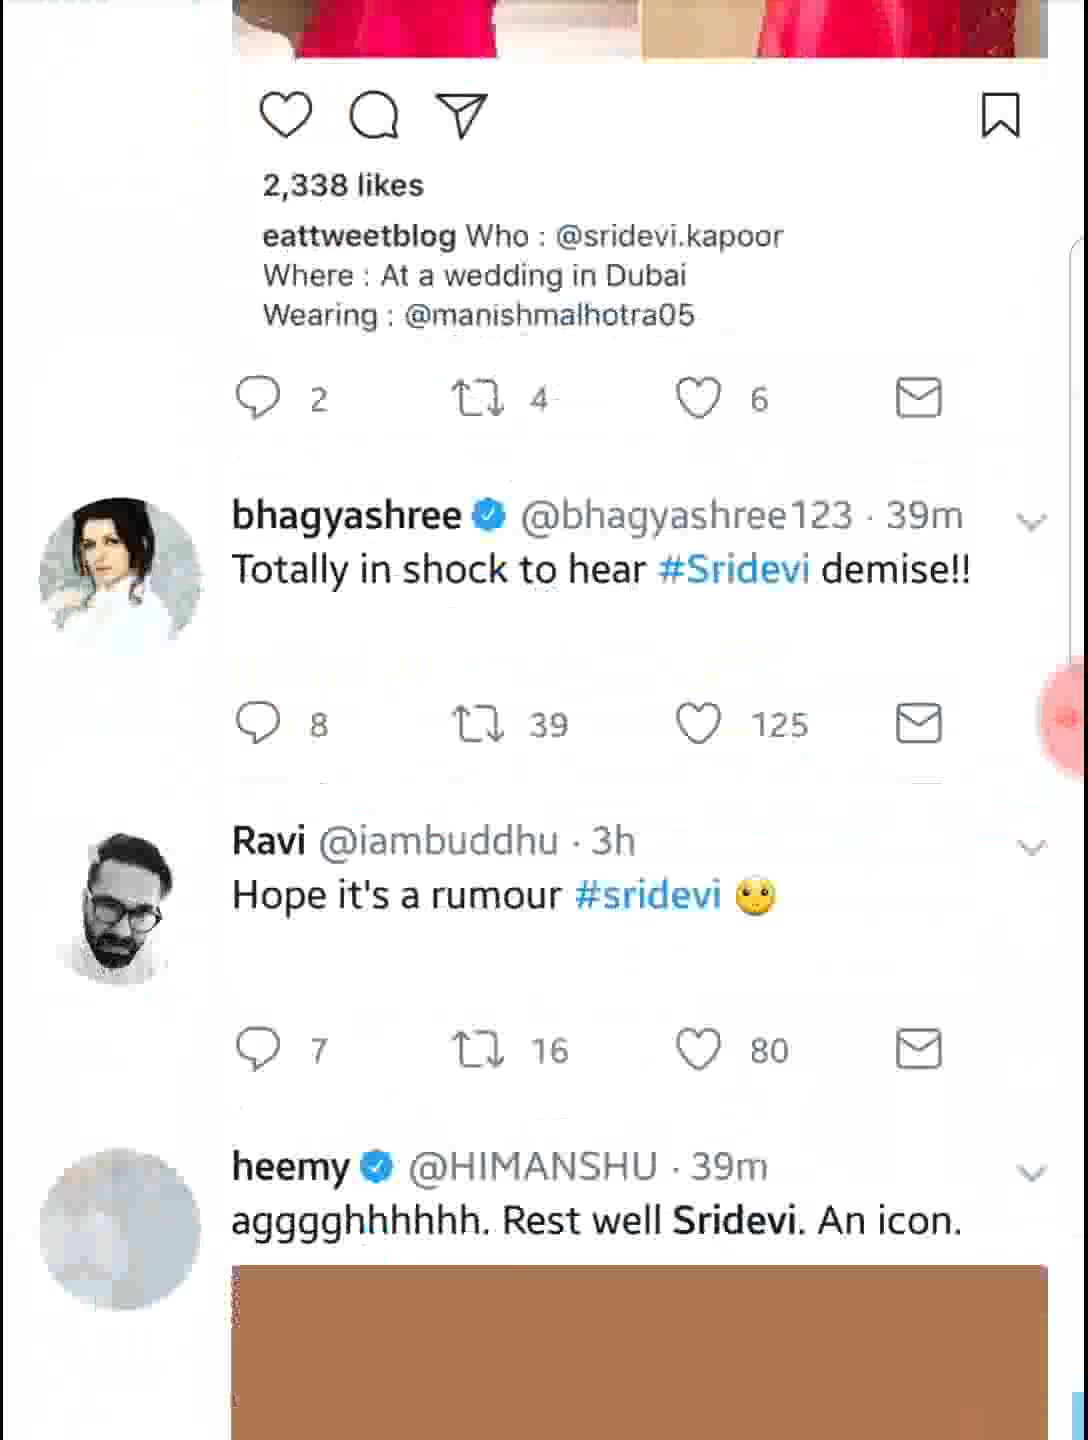 2,338 likes
eattweetblog Who : @sridevi.kapoor
Where : At a wedding in Dubai
Wearing : @manishmalhotra05
2 4 6
bhagyashree @bhagyashree123 · 39m
Totally in shock to hear #Sridevi demise!!
8 39 125
Ravi @iambuddhu · 3h
Hope it's a rumour #sridevi 🙁
7 16 80
heemy @HIMANSHU · 39m
agggghhhhhh. Rest well Sridevi. An icon.